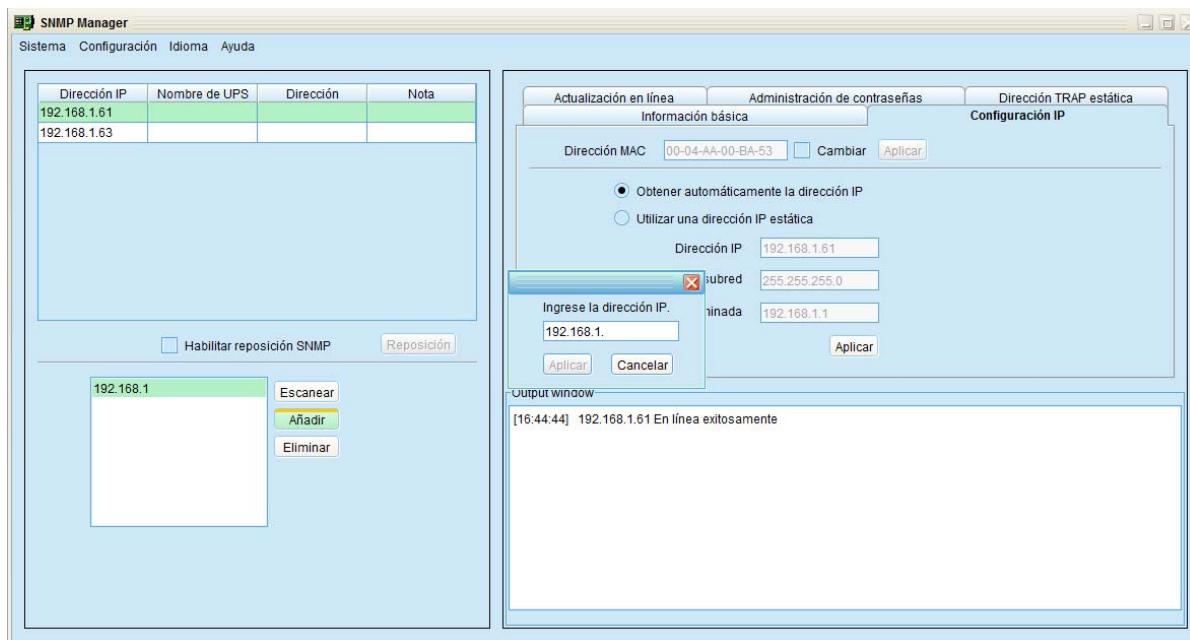 SNMP Manager
Sistema Configuración Idioma Ayuda
Dirección IP Nombre de UPS Dirección Nota
192.168.1.61
192.168.1.63
Habilitar reposición SNMP Reposición
192.168.1
Escanear
Añadir
Eliminar
Actualización en línea Administración de contraseñas Dirección TRAP estática
Información básica Configuración IP
Dirección MAC 00-04-AA-00-BA-53 Cambiar Aplicar
Obtener automáticamente la dirección IP
Utilizar una dirección IP estática
Dirección IP 192.168.1.61
subred 255.255.255.0
192.168.1.1
Aplicar
Ingrese la dirección IP.
192.168.1.
Aplicar Cancelar
Output window
[16:44:44] 192.168.1.61 En línea exitosamente